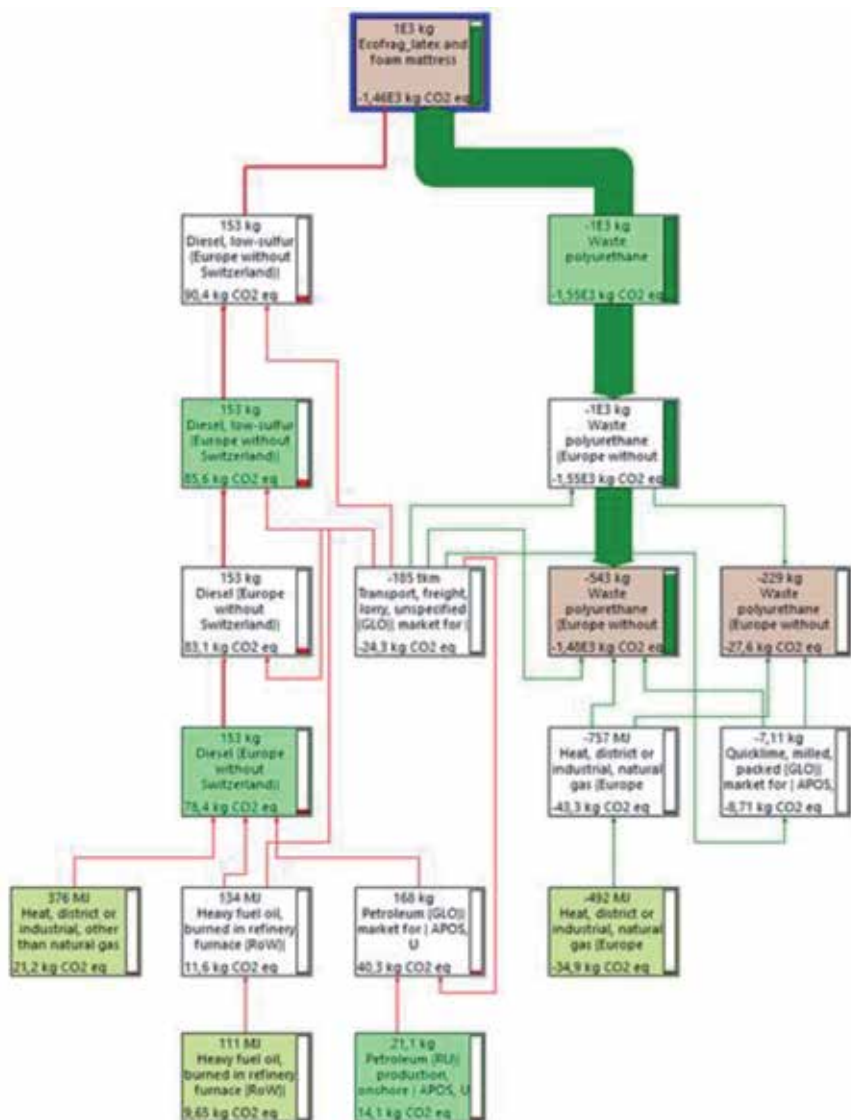 1E3 kg
Ecofrag_latex and
foam mattress
-1,46E3 kg CO2 eq
153 kg
Diesel, low-sulfur
(Europe without
Switzerland))
90,4 kg CO2 eq
-1E3 kg
Waste
polyurethane
-1,55E3 kg CO2 eq
153 kg
Diesel, low-sulfur
(Europe without
Switzerland))
85,6 kg CO2 eq
-1E3 kg
Waste
polyurethane
(Europe without
-1,55E3 kg CO2 eq
153 kg
Diesel (Europe
without
Switzerland))
83,1 kg CO2 eq
-185 tkm
Transport, freight,
lorry, unspecified
(GLO)| market for |
-24,3 kg CO2 eq
-543 kg
Waste
polyurethane
(Europe without
-1,48E3 kg CO2 eq
-229 kg
Waste
polyurethane
(Europe without
-27,6 kg CO2 eq
153 kg
Diesel (Europe
without
Switzerland))
78,4 kg CO2 eq
-757 MJ
Heat, district or
industrial, natural
gas (Europe
-43,3 kg CO2 eq
-7,11 kg
Quicklime, milled,
packed (GLO)|
market for | APOS,
-8,71 kg CO2 eq
376 MJ
Heat, district or
industrial, other
than natural gas
21,2 kg CO2 eq
134 MJ
Heavy fuel oil,
burned in refinery
furnace (RoW)|
11,6 kg CO2 eq
168 kg
Petroleum (GLO)|
market for | APOS,
U
40,3 kg CO2 eq
-492 MJ
Heat, district or
industrial, natural
gas (Europe
-34,9 kg CO2 eq
111 MJ
Heavy fuel oil,
burned in refinery
furnace (RoW)|
9,65 kg CO2 eq
21,1 kg
Petroleum (RU)|
production,
onshore | APOS, U
14,1 kg CO2 eq